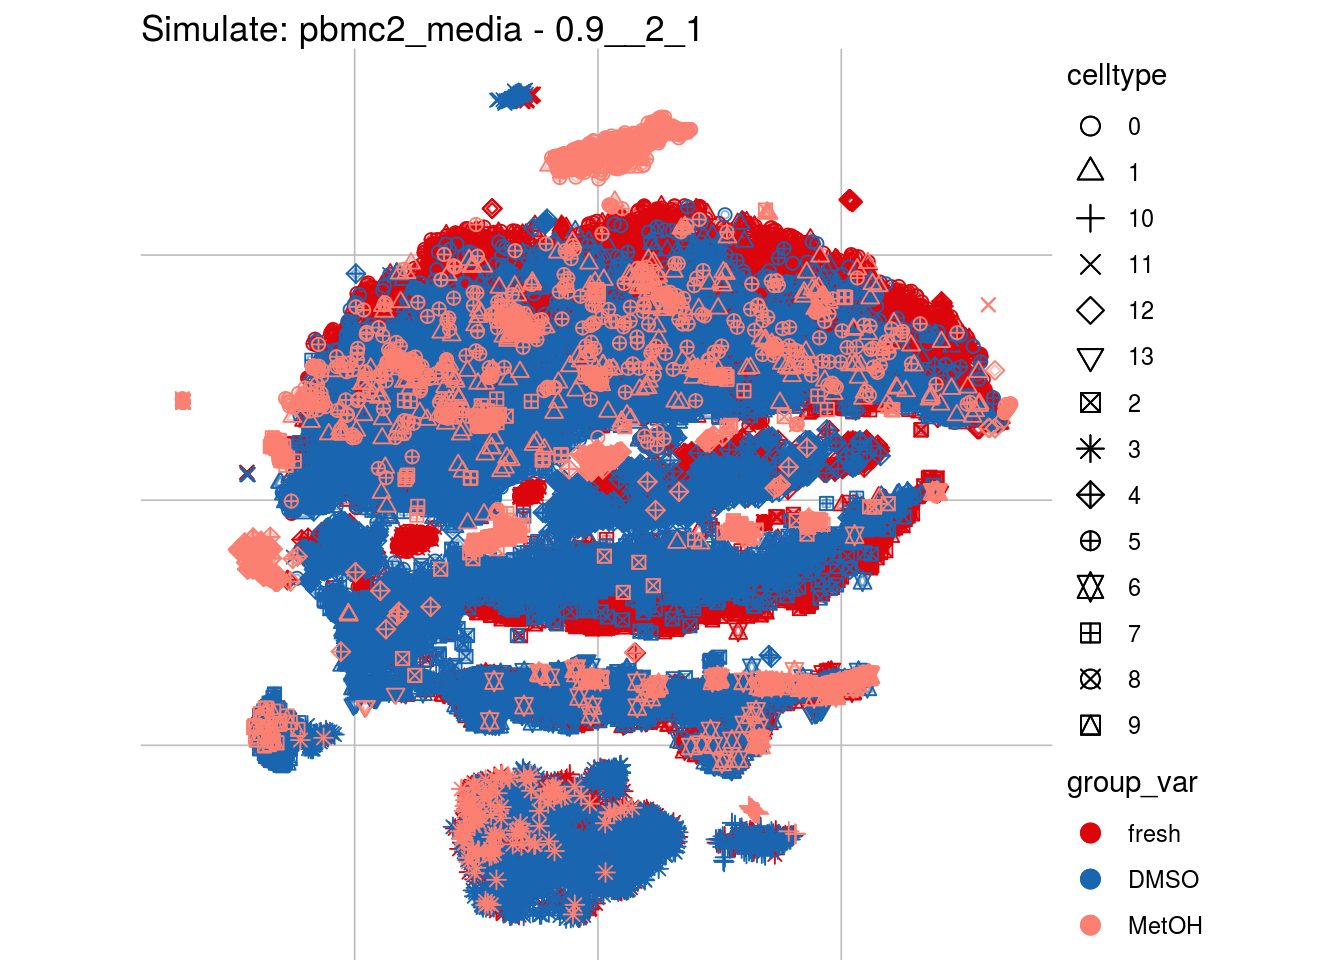 Simulate: pbmc2_media - 0.9__2_1
celltype
0
1
10
11
12
13
2
3
4
5
6
7
8
9
group_var
fresh
DMSO
MetOH